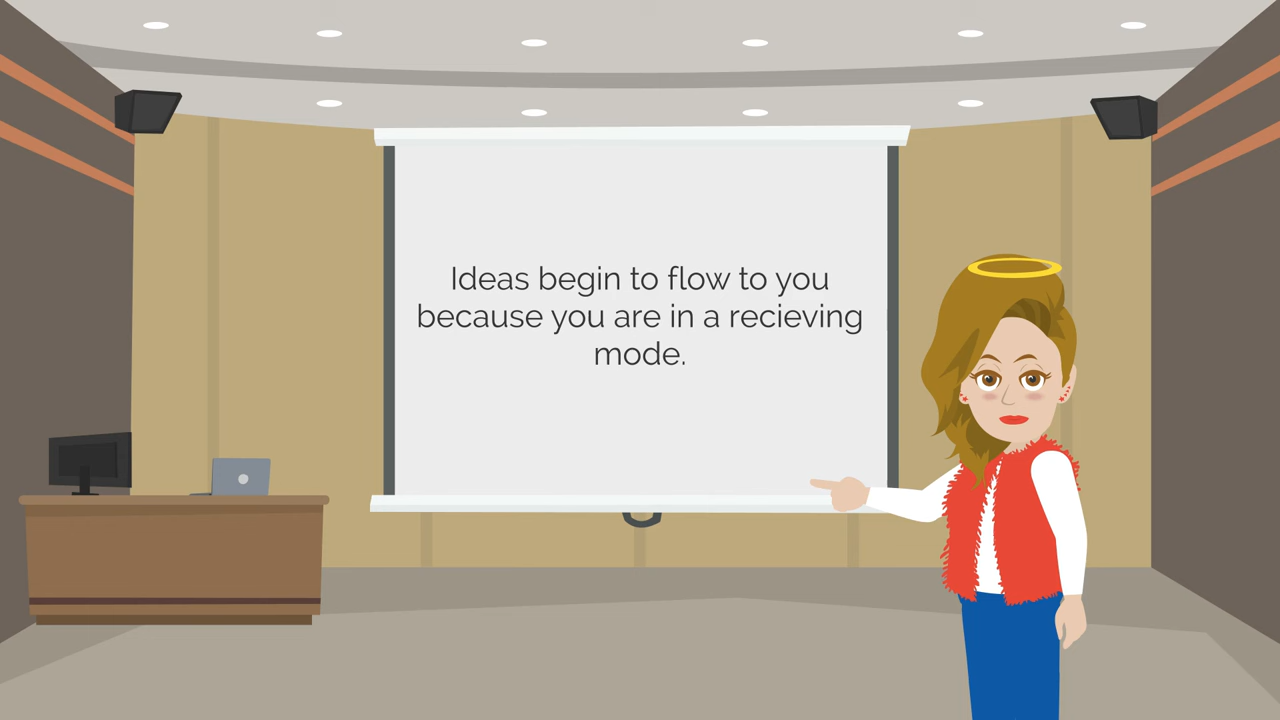 Ideas begin to flow to you
because you are in a recieving
mode.